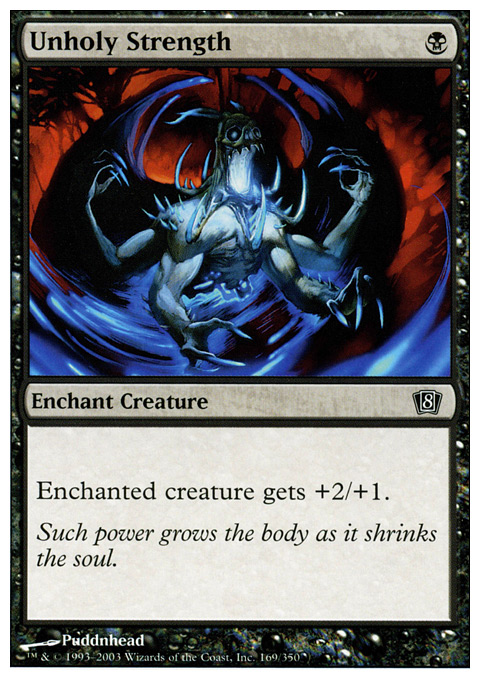 Unholy Strength
Enchant Creature
8
Enchanted creature gets +2/+1.
Such power grows the body as it shrinks
the soul.
Puddnhead
™ & © 1993–2003 Wizards of the Coast, Inc. 169/350